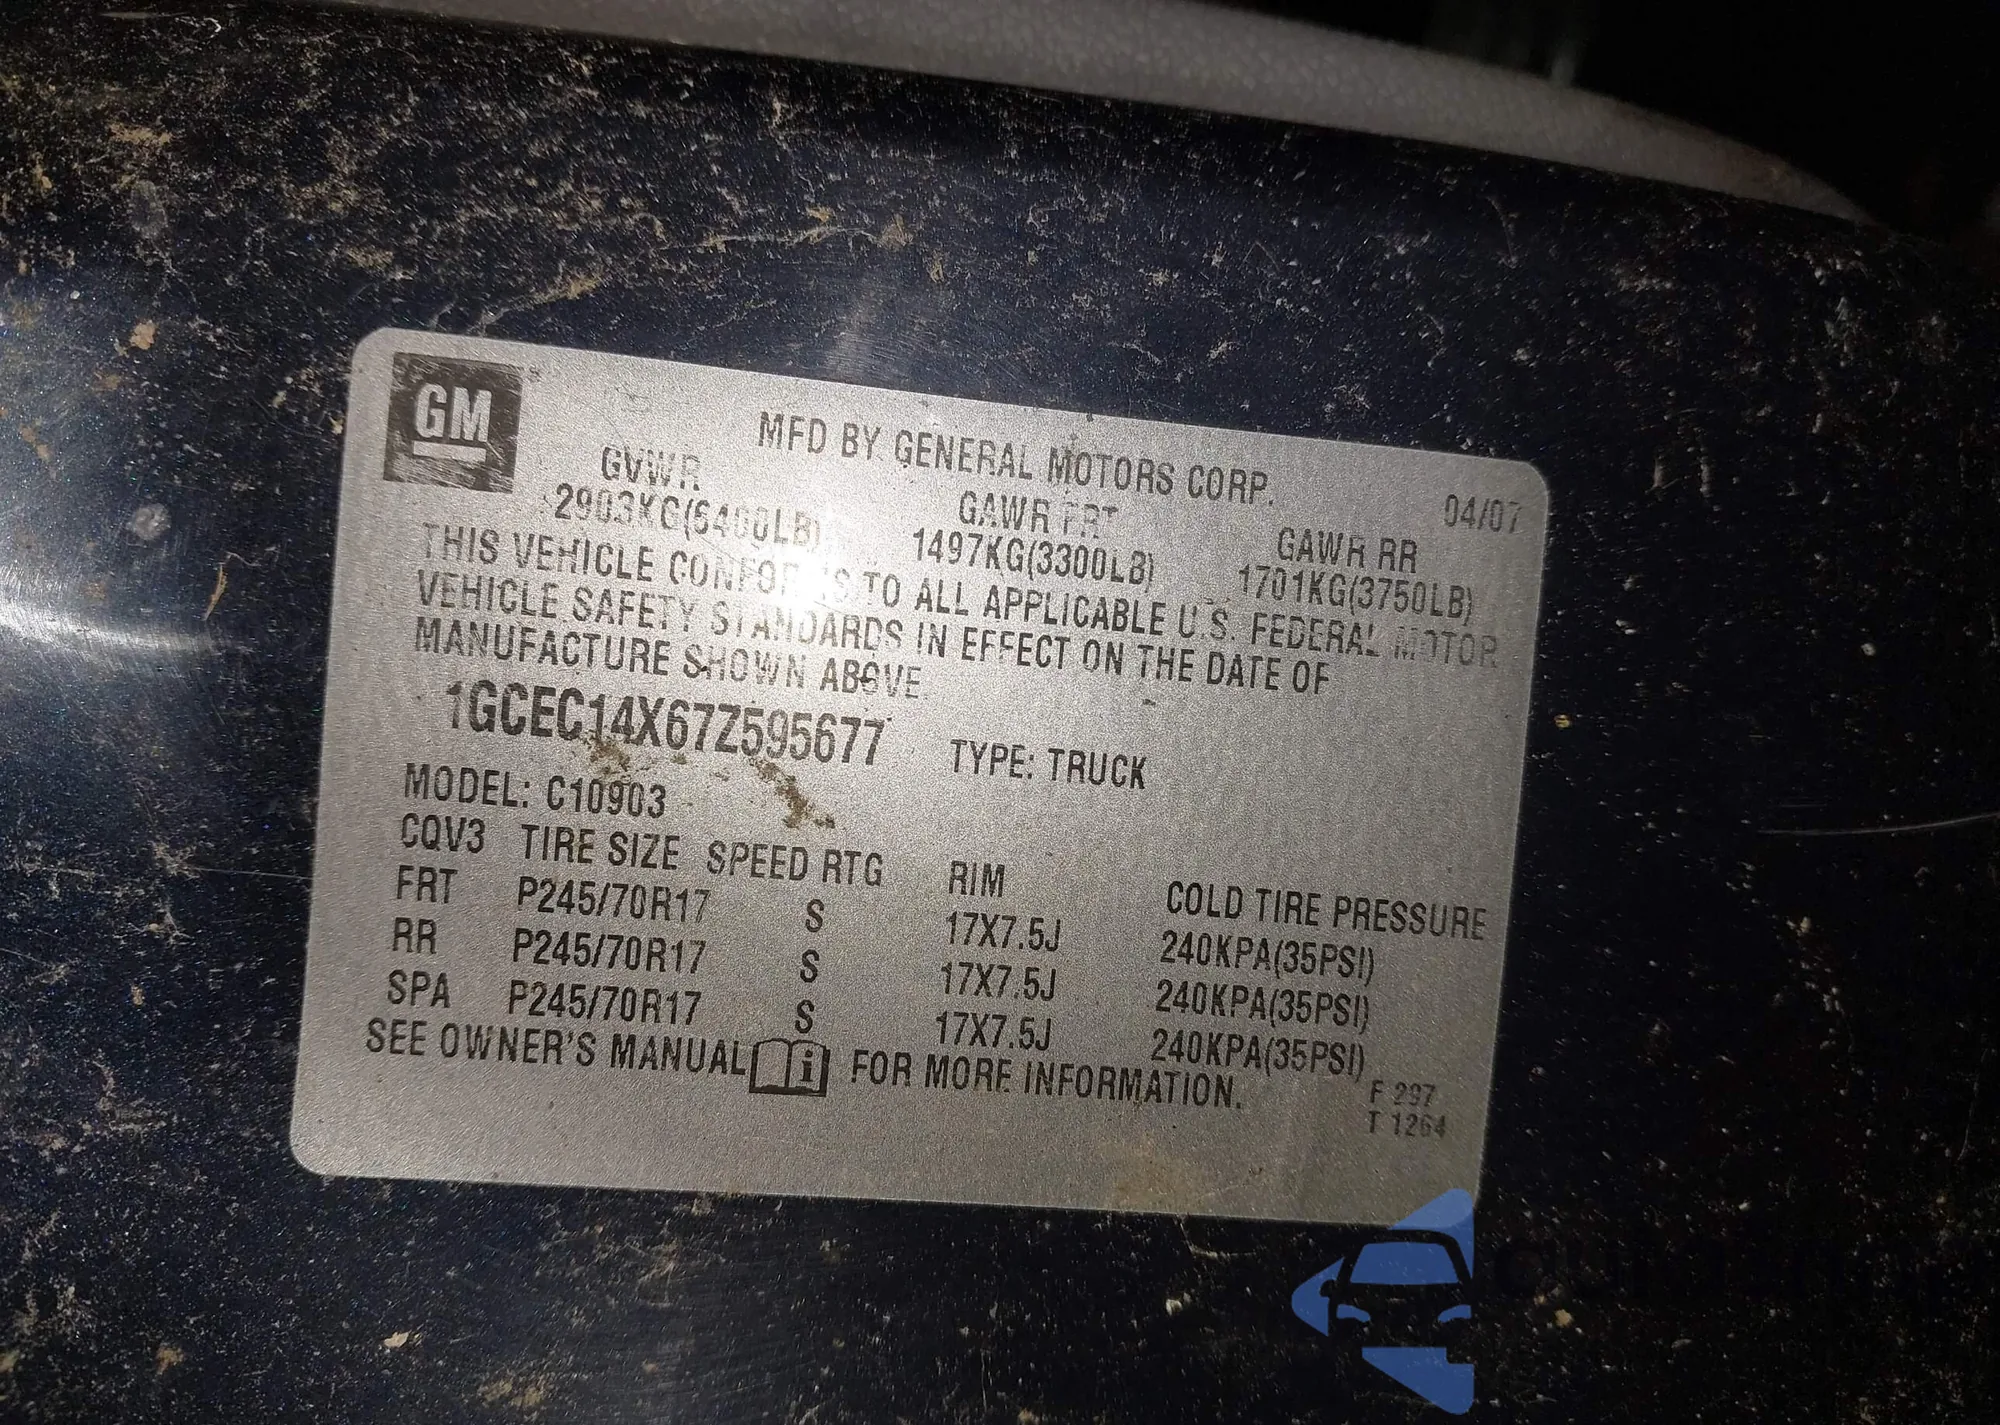 GM
MFD BY GENERAL MOTORS CORP.
04/07
GVWR GAWR FRT GAWR RR
2903KG(6400LB) 1497KG(3300LB) 1701KG(3750LB)
THIS VEHICLE CONFORMS TO ALL APPLICABLE U.S. FEDERAL MOTOR
VEHICLE SAFETY STANDARDS IN EFFECT ON THE DATE OF
MANUFACTURE SHOWN ABOVE.
1GCEC14X67Z595677 TYPE: TRUCK
MODEL: C10903
CQV3 TIRE SIZE SPEED RTG RIM COLD TIRE PRESSURE
FRT P245/70R17 S 17X7.5J 240KPA(35PSI)
RR P245/70R17 S 17X7.5J 240KPA(35PSI)
SPA P245/70R17 S 17X7.5J 240KPA(35PSI)
SEE OWNER'S MANUAL i FOR MORE INFORMATION.
F 297
T 1264